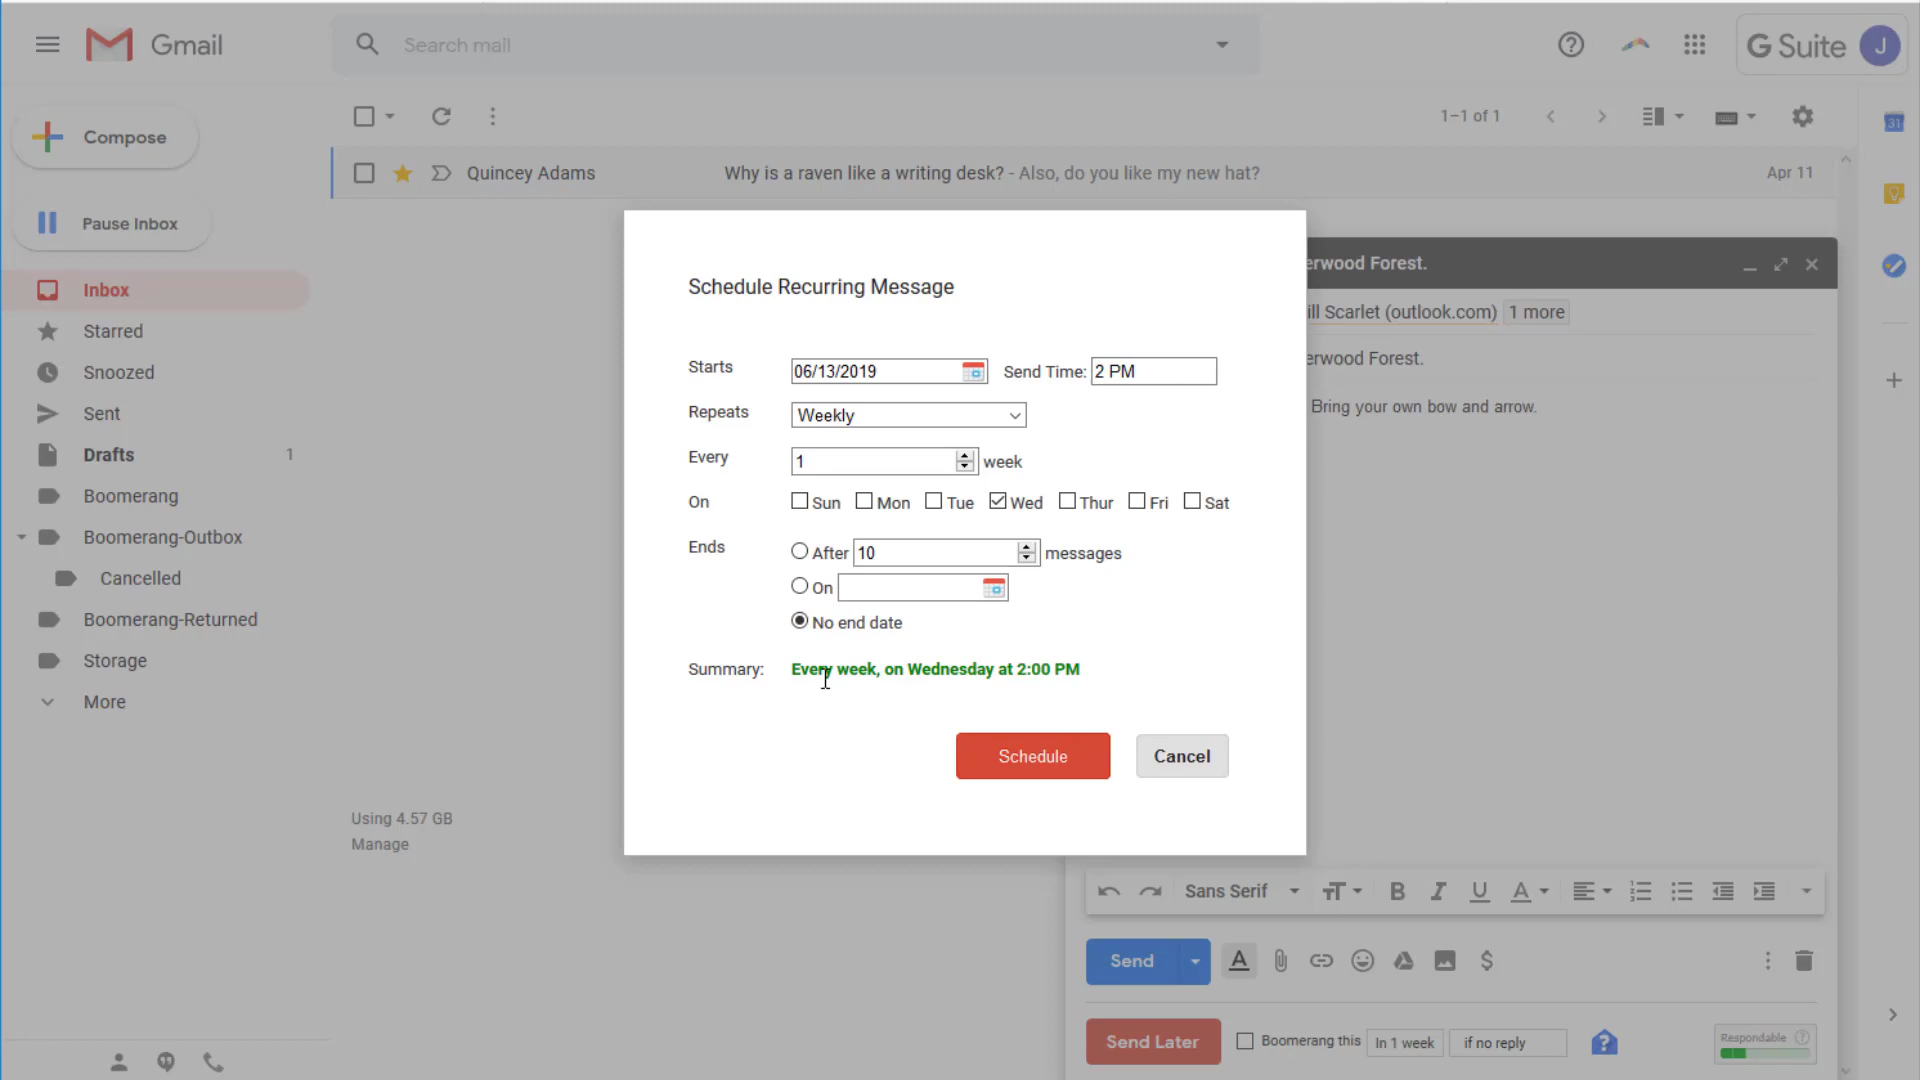 Gmail
Search mail
G Suite
J
Compose
1–1 of 1
31
Quincey Adams Why is a raven like a writing desk? - Also, do you like my new hat? Apr 11
Pause Inbox
Inbox
Starred
Snoozed
Sent
Drafts 1
Boomerang
Boomerang-Outbox
Cancelled
Boomerang-Returned
Storage
More
Using 4.57 GB
Manage
Schedule Recurring Message
Starts 06/13/2019 Send Time: 2 PM
Repeats Weekly
Every 1 week
On Sun Mon Tue Wed Thur Fri Sat
Ends After 10 messages
On
No end date
Summary: Every week, on Wednesday at 2:00 PM
Schedule Cancel
erwood Forest.
ill Scarlet (outlook.com) 1 more
erwood Forest.
Bring your own bow and arrow.
Sans Serif
Send
Send Later Boomerang this In 1 week if no reply Respondable